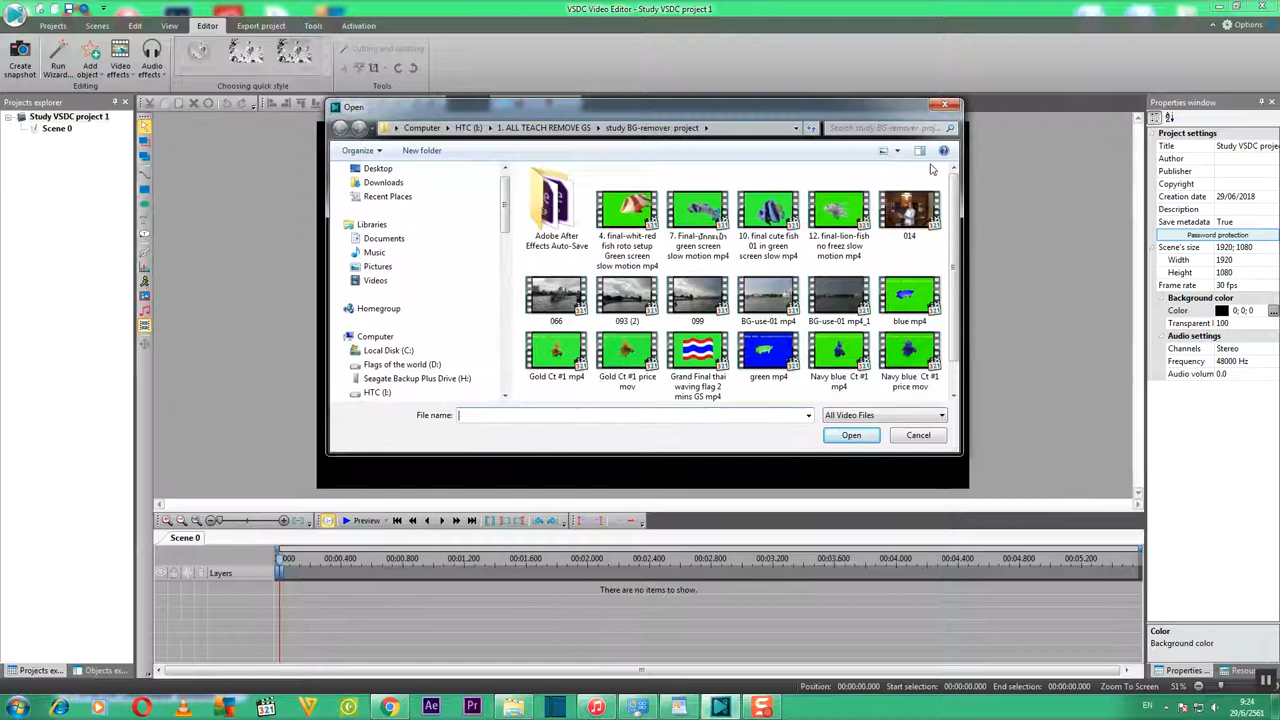 VSDC Video Editor - Study VSDC project 1
Projects Scenes Edit View Editor Export project Tools Activation
Options
Create snapshot
Run Wizard...
Add object
Video effects
Audio effects
Editing
Choosing quick style
Cutting and splitting
Tools
Projects explorer
Study VSDC project 1
Scene 0
Open
Computer HTC (I:) 1. ALL TEACH REMOVE GS study BG-remover project
Search study BG-remover proj...
Organize New folder
Desktop
Downloads
Recent Places
Libraries
Documents
Music
Pictures
Videos
Homegroup
Computer
Local Disk (C:)
Flags of the world (D:)
Seagate Backup Plus Drive (H:)
HTC (I:)
Adobe After Effects Auto-Save
4. final-whit-red fish roto setup Green screen slow motion mp4
10. final cute fish 01 in green screen slow motion mp4
12. final-lion-fish no freez slow motion mp4
014
066
093 (2)
099
BG-use-01 mp4
BG-use-01 mp4_1
blue mp4
Gold Ct #1 mp4
Gold Ct #1 price mov
Grand Final thai waving flag 2 mins GS mp4
green mp4
Navy blue Ct #1 mp4
Navy blue Ct #1 price mov
File name:
All Video Files
Open Cancel
Properties window
Project settings
Title Study VSDC proje
Author
Publisher
Copyright
Creation date 29/06/2018
Description
Save metadata True
Password protection
Scene's size 1920; 1080
Width 1920
Height 1080
Frame rate 30 fps
Background color
Color 0; 0; 0
Transparent l 100
Audio settings
Channels Stereo
Frequency 48000 Hz
Audio volum 0.0
Preview
Scene 0
000 00:00.400 00:00.800 00:01.200 00:01.600 00:02.000 00:02.400 00:02.800 00:03.200 00:03.600 00:04.000 00:04.400 00:04.800 00:05.200
Layers
There are no items to show.
Color
Background color
Projects ex... Objects ex...
Properties ... Resou
Position: 00:00:00.000 Start selection: 00:00:00.000 End selection: 00:00:00.000 Zoom To Screen 51%
EN
9:24
29/6/2561